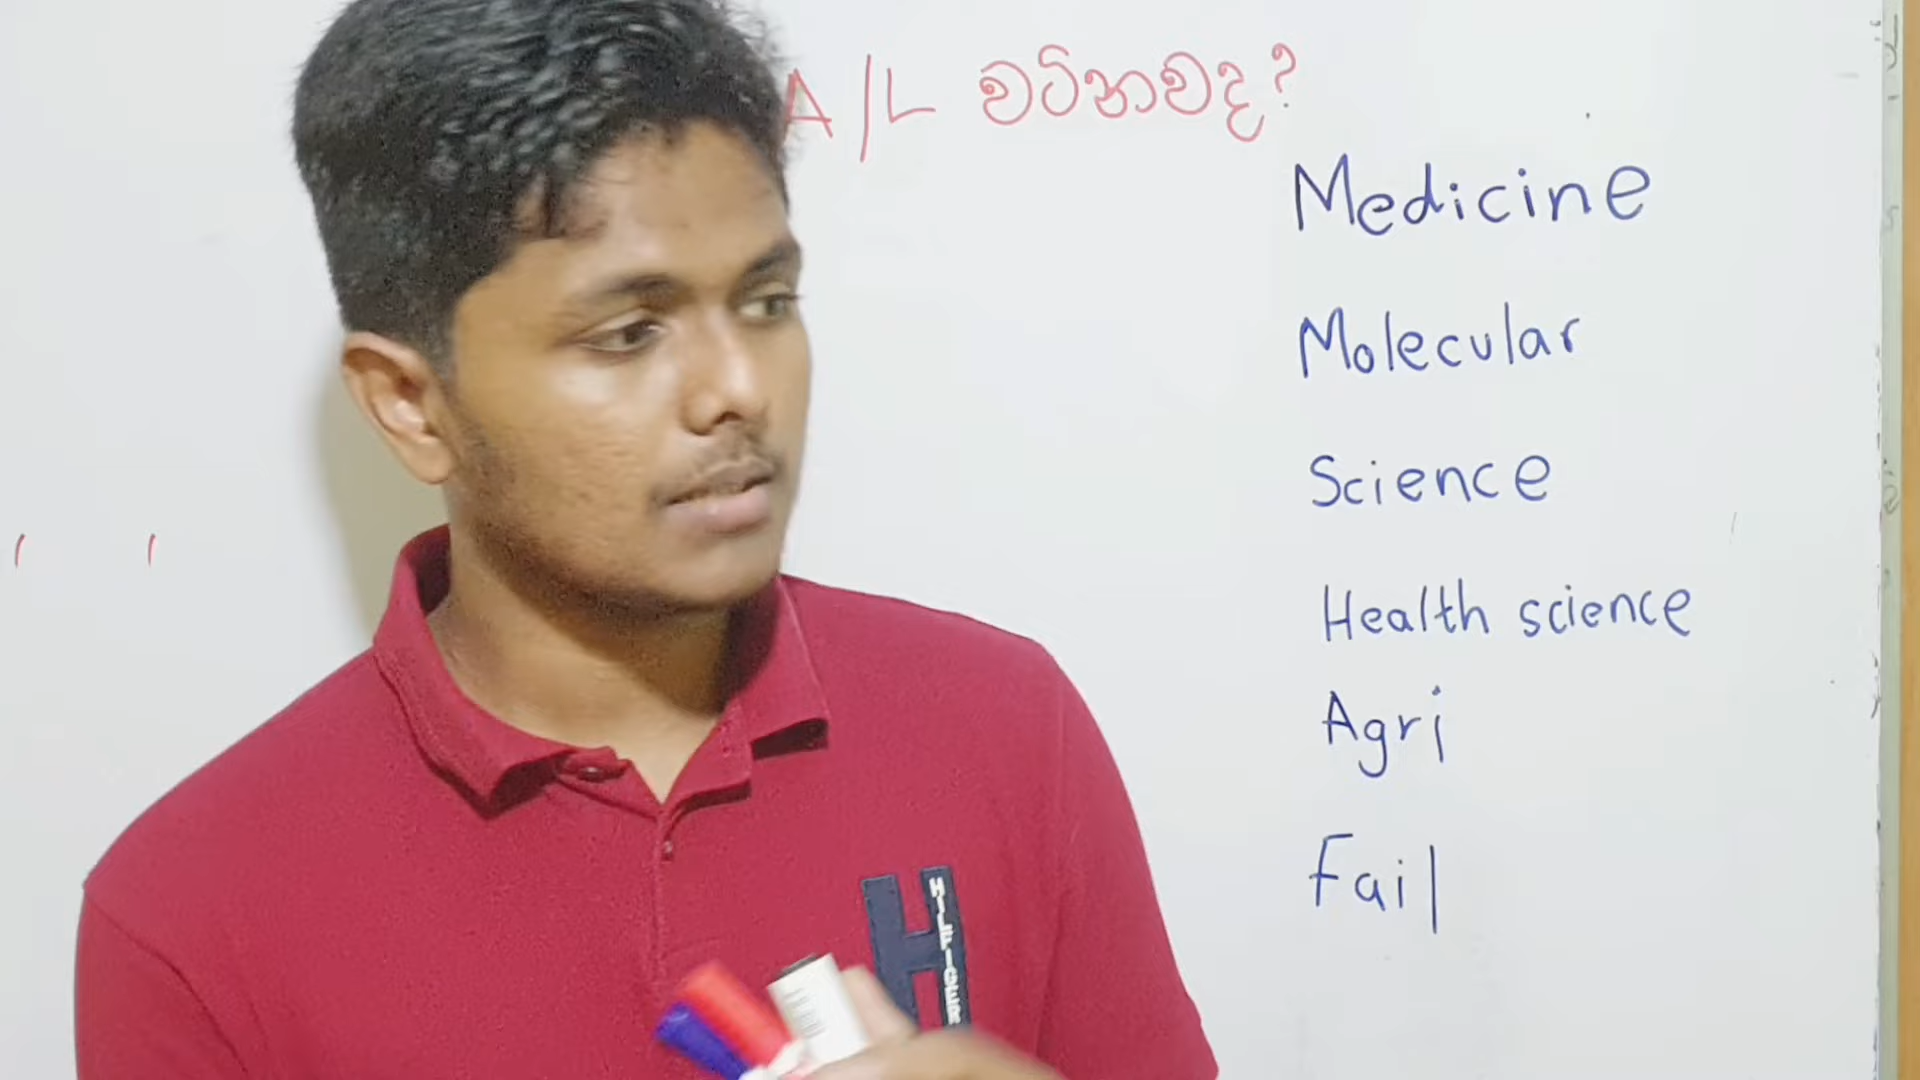 A/L වටිනවද?
Medicine
Molecular
Science
Health science
Agri
Fail
H